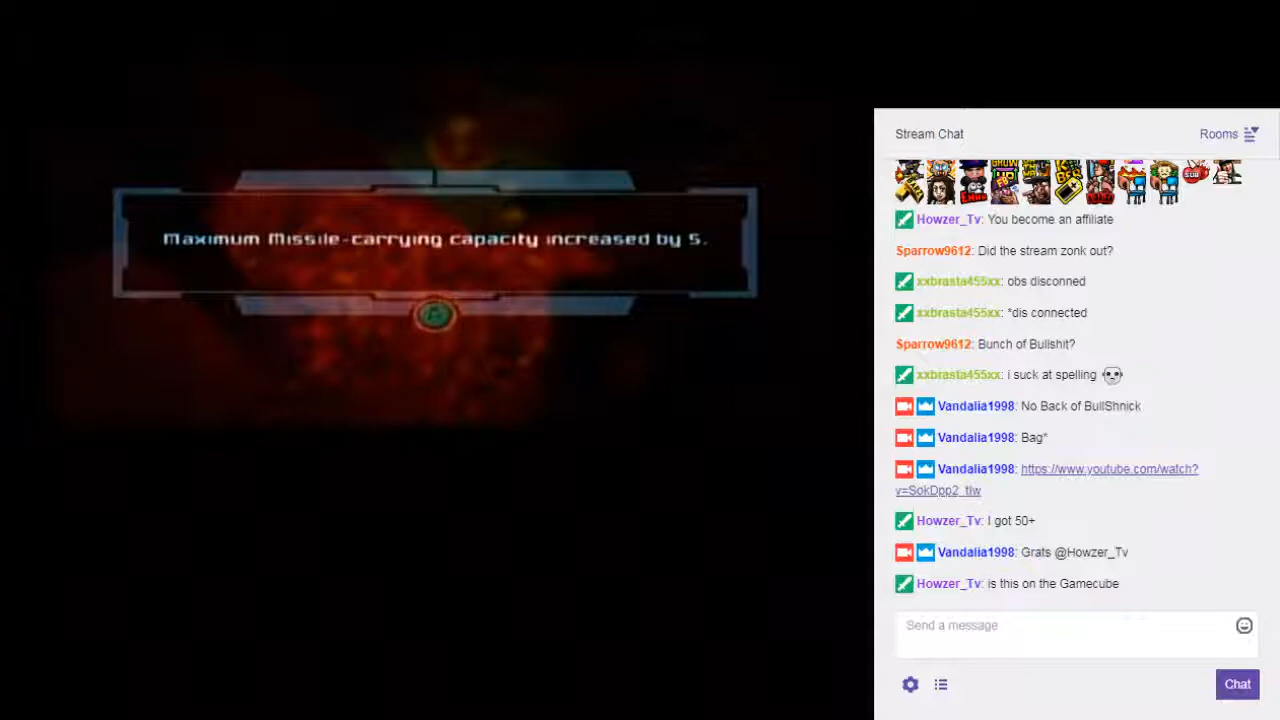 Maximum Missile-carrying capacity increased by 5.
Stream Chat
Rooms
Howzer_Tv: You become an affiliate
Sparrow9612: Did the stream zonk out?
xxbrasta455xx: obs disconned
xxbrasta455xx: *dis connected
Sparrow9612: Bunch of Bullshit?
xxbrasta455xx: i suck at spelling
Vandalia1998: No Back of BullShnick
Vandalia1998: Bag*
Vandalia1998: https://www.youtube.com/watch?
v=SokDpp2_tIw
Howzer_Tv: I got 50+
Vandalia1998: Grats @Howzer_Tv
Howzer_Tv: is this on the Gamecube
Send a message
Chat